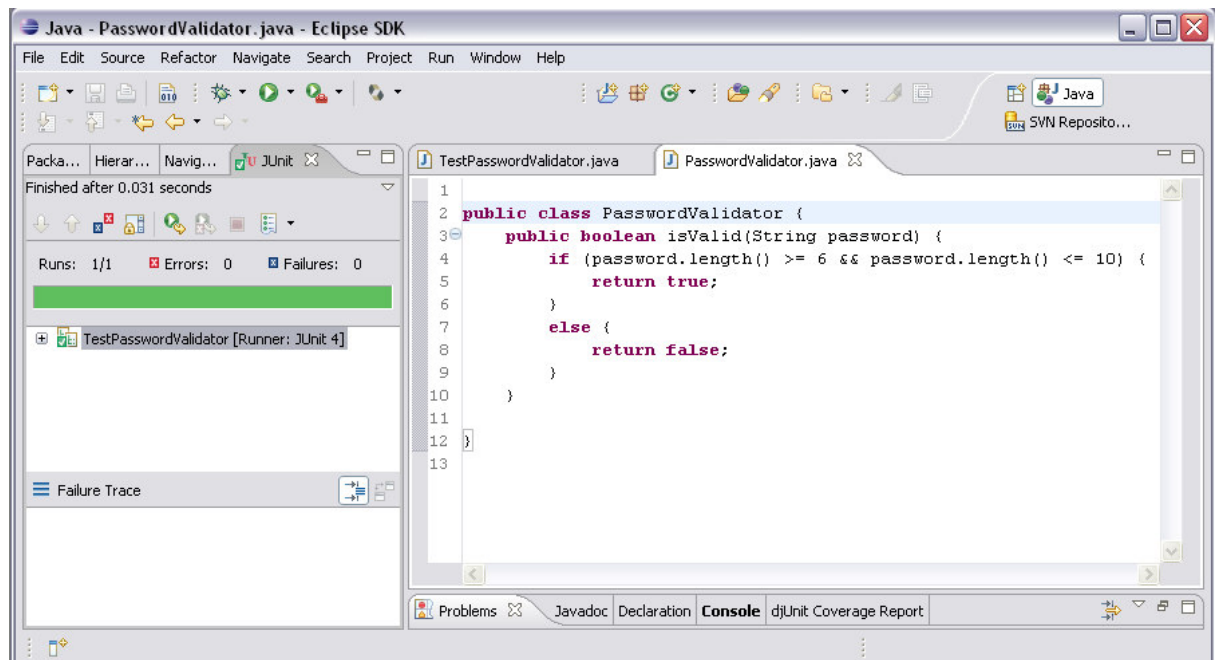 Java - PasswordValidator.java - Eclipse SDK
File Edit Source Refactor Navigate Search Project Run Window Help
Java
SVN Reposito...
Packa... Hierar... Navig... JUnit
TestPasswordValidator.java PasswordValidator.java
Finished after 0.031 seconds
Runs: 1/1 Errors: 0 Failures: 0
TestPasswordValidator [Runner: JUnit 4]
Failure Trace
1
2 public class PasswordValidator {
3 public boolean isValid(String password) {
4 if (password.length() >= 6 && password.length() <= 10) {
5 return true;
6 }
7 else {
8 return false;
9 }
10 }
11
12 }
13
Problems Javadoc Declaration Console djUnit Coverage Report